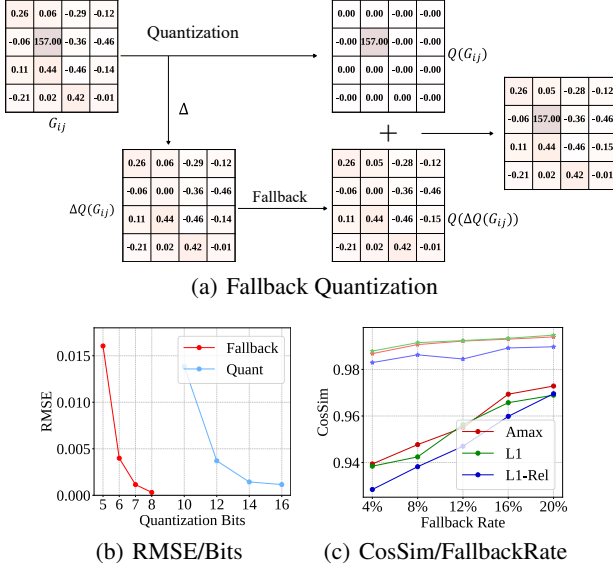 0.26 0.06 -0.29 -0.12
-0.06 157.00 -0.36 -0.46
0.11 0.44 -0.46 -0.14
-0.21 0.02 0.42 -0.01
G_{ij}
Quantization
Δ
0.00 0.00 0.00 0.00
-0.00 157.00 -0.00 -0.00
0.00 0.00 -0.00 -0.00
-0.00 0.00 0.00 -0.00
Q(G_{ij})
+
0.26 0.05 -0.28 -0.12
-0.06 157.00 -0.36 -0.46
0.11 0.44 -0.46 -0.15
-0.21 0.02 0.42 -0.01
0.26 0.06 -0.29 -0.12
-0.06 0.00 -0.36 -0.46
0.11 0.44 -0.46 -0.14
-0.21 0.02 0.42 -0.01
ΔQ(G_{ij})
Fallback
0.26 0.05 -0.28 -0.12
-0.06 0.00 -0.36 -0.46
0.11 0.44 -0.46 -0.15
-0.21 0.02 0.42 -0.01
Q(ΔQ(G_{ij}))
(a) Fallback Quantization
RMSE
0.015
0.010
0.005
0.000
Fallback
Quant
5 6 7 8 10 12 14 16
Quantization Bits
(b) RMSE/Bits
CosSim
0.98
0.96
0.94
Amax
L1
L1-Rel
4% 8% 12% 16% 20%
Fallback Rate
(c) CosSim/FallbackRate